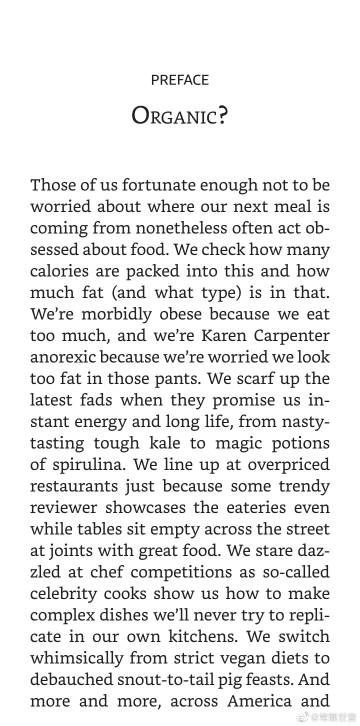 PREFACE
Organic?
Those of us fortunate enough not to be
worried about where our next meal is
coming from nonetheless often act ob-
sessed about food. We check how many
calories are packed into this and how
much fat (and what type) is in that.
We’re morbidly obese because we eat
too much, and we’re Karen Carpenter
anorexic because we’re worried we look
too fat in those pants. We scarf up the
latest fads when they promise us in-
stant energy and long life, from nasty-
tasting tough kale to magic potions
of spirulina. We line up at overpriced
restaurants just because some trendy
reviewer showcases the eateries even
while tables sit empty across the street
at joints with great food. We stare daz-
zled at chef competitions as so-called
celebrity cooks show us how to make
complex dishes we’ll never try to repli-
cate in our own kitchens. We switch
whimsically from strict vegan diets to
debauched snout-to-tail pig feasts. And
more and more, across America and